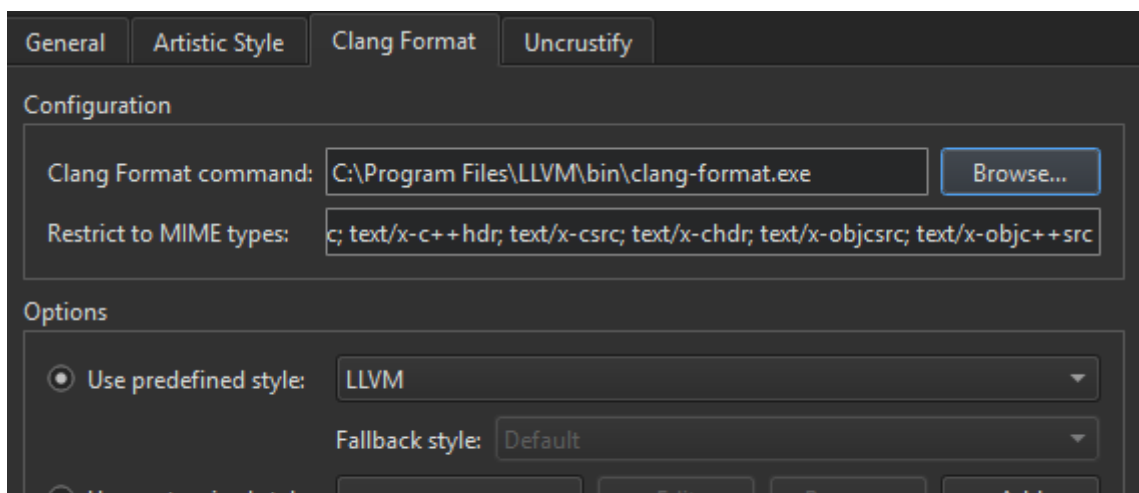 General Artistic Style Clang Format Uncrustify
Configuration
Clang Format command: C:\Program Files\LLVM\bin\clang-format.exe Browse...
Restrict to MIME types: c; text/x-c++hdr; text/x-csrc; text/x-chdr; text/x-objcsrc; text/x-objc++src
Options
Use predefined style: LLVM
Fallback style: Default